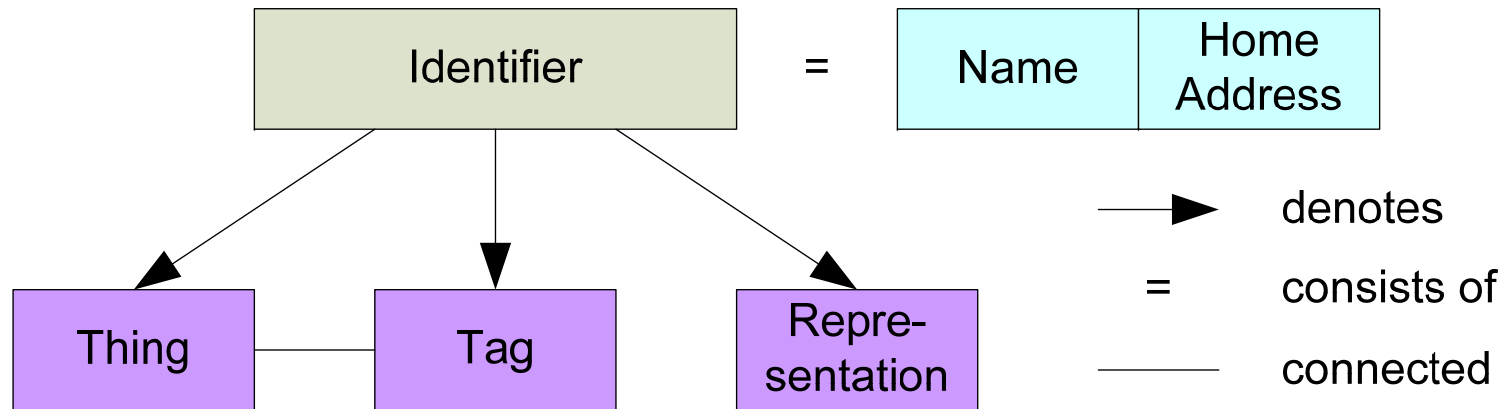 Identifier
=
Name
Home
Address
denotes
=
consists of
Thing
Tag
Repre-
sentation
connected